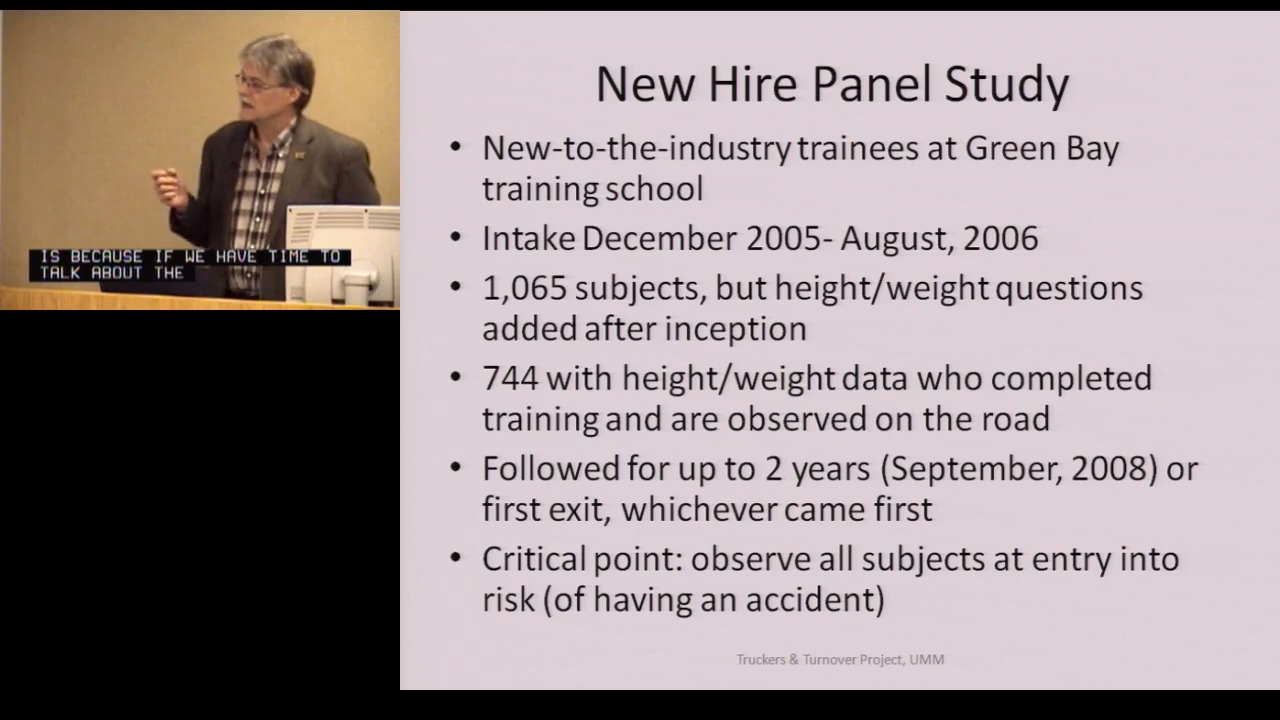 IS BECAUSE IF WE HAVE TIME TO
TALK ABOUT THE
New Hire Panel Study
• New-to-the-industry trainees at Green Bay
training school
• Intake December 2005- August, 2006
• 1,065 subjects, but height/weight questions
added after inception
• 744 with height/weight data who completed
training and are observed on the road
• Followed for up to 2 years (September, 2008) or
first exit, whichever came first
• Critical point: observe all subjects at entry into
risk (of having an accident)
Truckers & Turnover Project, UMM